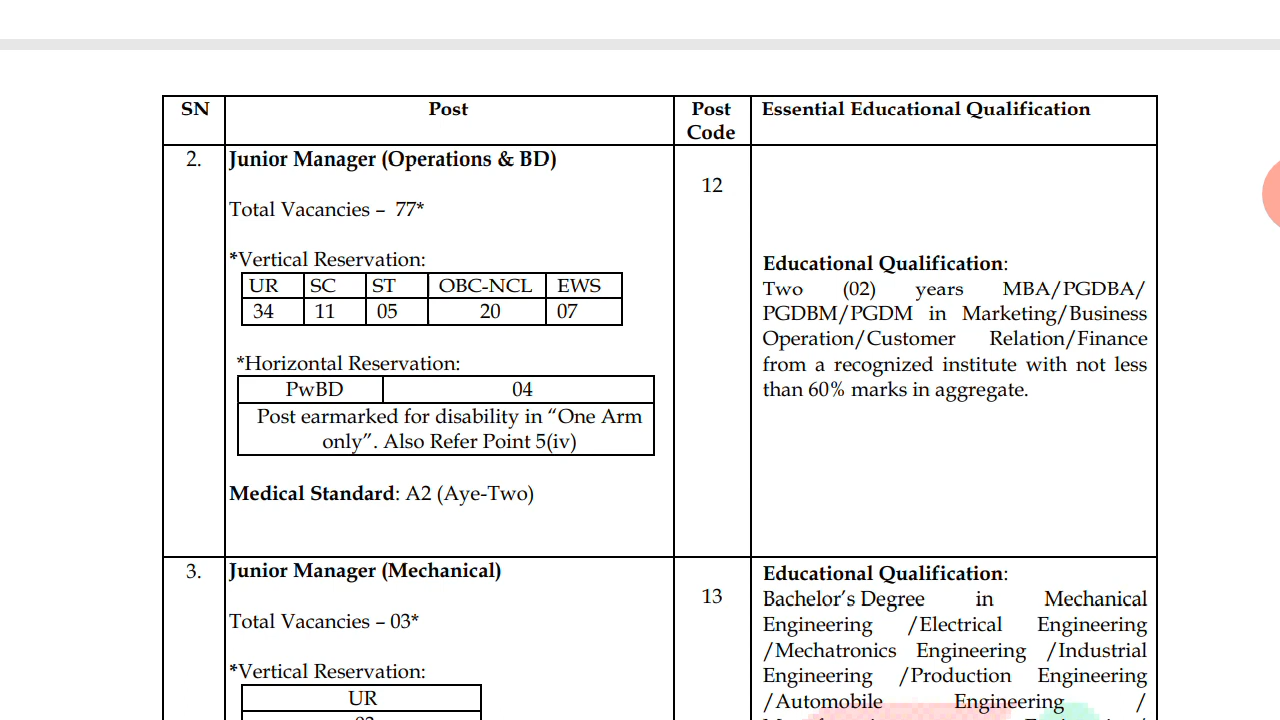 SN Post Post Code Essential Educational Qualification
2. Junior Manager (Operations & BD)
12
Total Vacancies – 77*
*Vertical Reservation:
UR SC ST OBC-NCL EWS
34 11 05 20 07
*Horizontal Reservation:
PwBD 04
Post earmarked for disability in “One Arm
only”. Also Refer Point 5(iv)
Medical Standard: A2 (Aye-Two)
Educational Qualification:
Two (02) years MBA/PGDBA/
PGDBM/PGDM in Marketing/Business
Operation/Customer Relation/Finance
from a recognized institute with not less
than 60% marks in aggregate.
3. Junior Manager (Mechanical)
13
Total Vacancies – 03*
*Vertical Reservation:
UR
Educational Qualification:
Bachelor’s Degree in Mechanical
Engineering /Electrical Engineering
/Mechatronics Engineering /Industrial
Engineering /Production Engineering
/Automobile Engineering /